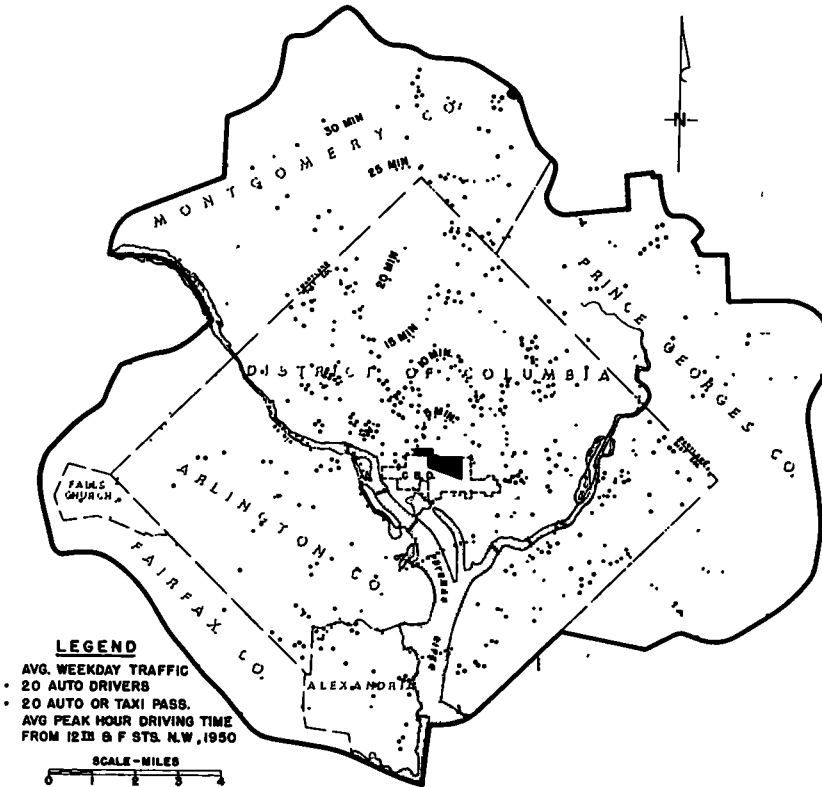 30 MIN
MONTGOMERY CO
25 MIN
N
20 MIN
PRINCE GEORGES CO.
15 MIN
10 MIN.
DISTRICT OF COLUMBIA
5 MIN.
C B D
FALLS
CHURCH
ARLINGTON CO.
FAIRFAX CO.
POTOMAC
RIVER
ALEXANDRIA
LEGEND
AVG. WEEKDAY TRAFFIC
• 20 AUTO DRIVERS
• 20 AUTO OR TAXI PASS.
AVG PEAK HOUR DRIVING TIME
FROM 12TH & F STS. N.W., 1950
SCALE-MILES
0 1 2 3 4